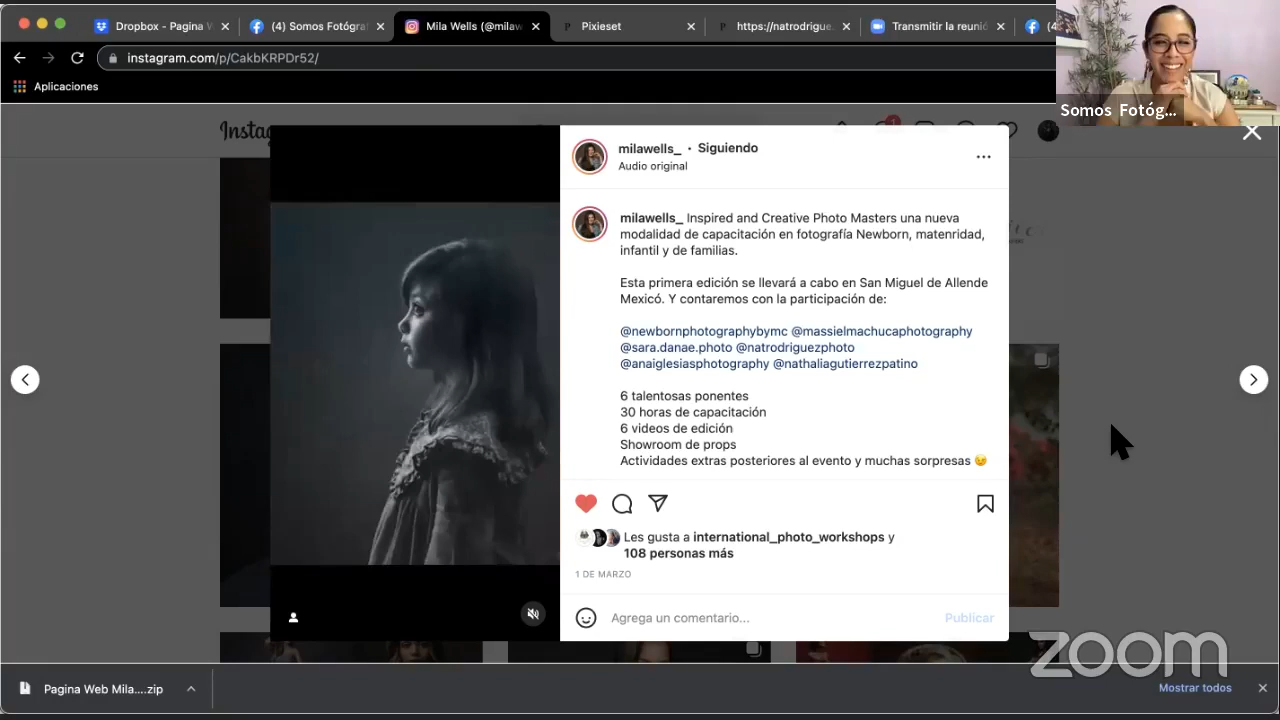 Dropbox - Pagina W
(4) Somos Fotógra
Mila Wells (@milaw
Pixieset
https://natrodrigue
Transmitir la reunió
(4
instagram.com/p/CakbKRPDr52/
Aplicaciones
Somos Fotóg...
Instag
1
milawells_ • Siguiendo
Audio original
milawells_ Inspired and Creative Photo Masters una nueva
modalidad de capacitación en fotografía Newborn, matenridad,
infantil y de familias.
Esta primera edición se llevará a cabo en San Miguel de Allende
Mexicó. Y contaremos con la participación de:
@newbornphotographybymc @massielmachucaphotography
@sara.danae.photo @natrodriguezphoto
@anaiglesiasphotography @nathaliagutierrezpatino
6 talentosas ponentes
30 horas de capacitación
6 videos de edición
Showroom de props
Actividades extras posteriores al evento y muchas sorpresas 😉
Les gusta a international_photo_workshops y
108 personas más
1 DE MARZO
Agrega un comentario...
Publicar
zoom
Pagina Web Mila....zip
Mostrar todos